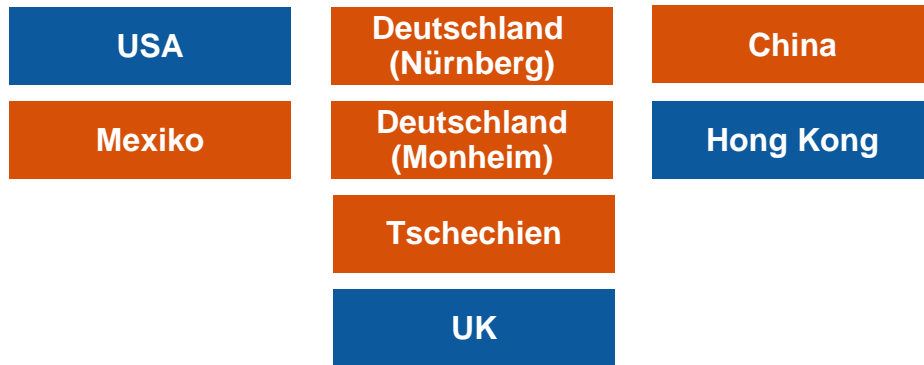 USA
Deutschland
(Nürnberg)
China
Mexiko
Deutschland
(Monheim)
Hong Kong
Tschechien
UK